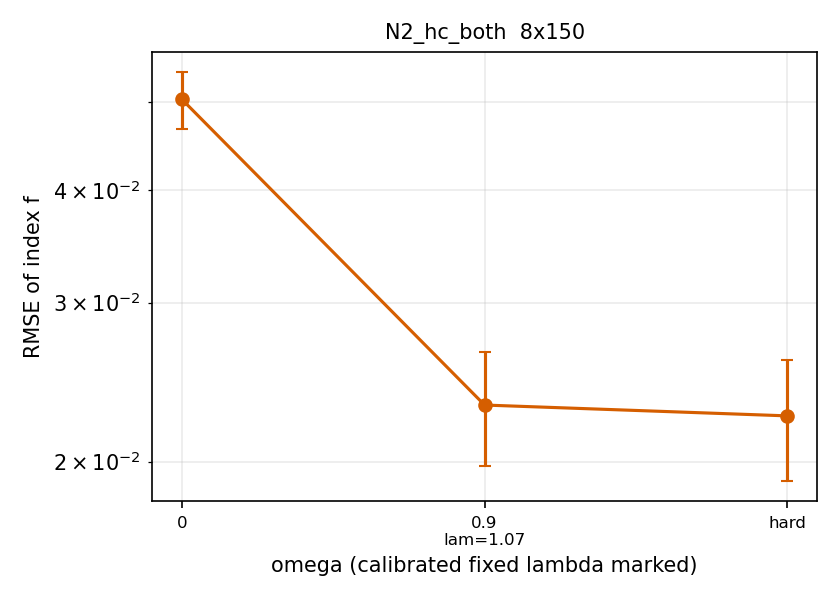 N2_hc_both 8x150
RMSE of index f
4 × 10⁻²
3 × 10⁻²
2 × 10⁻²
0
0.9
hard
lam=1.07
omega (calibrated fixed lambda marked)